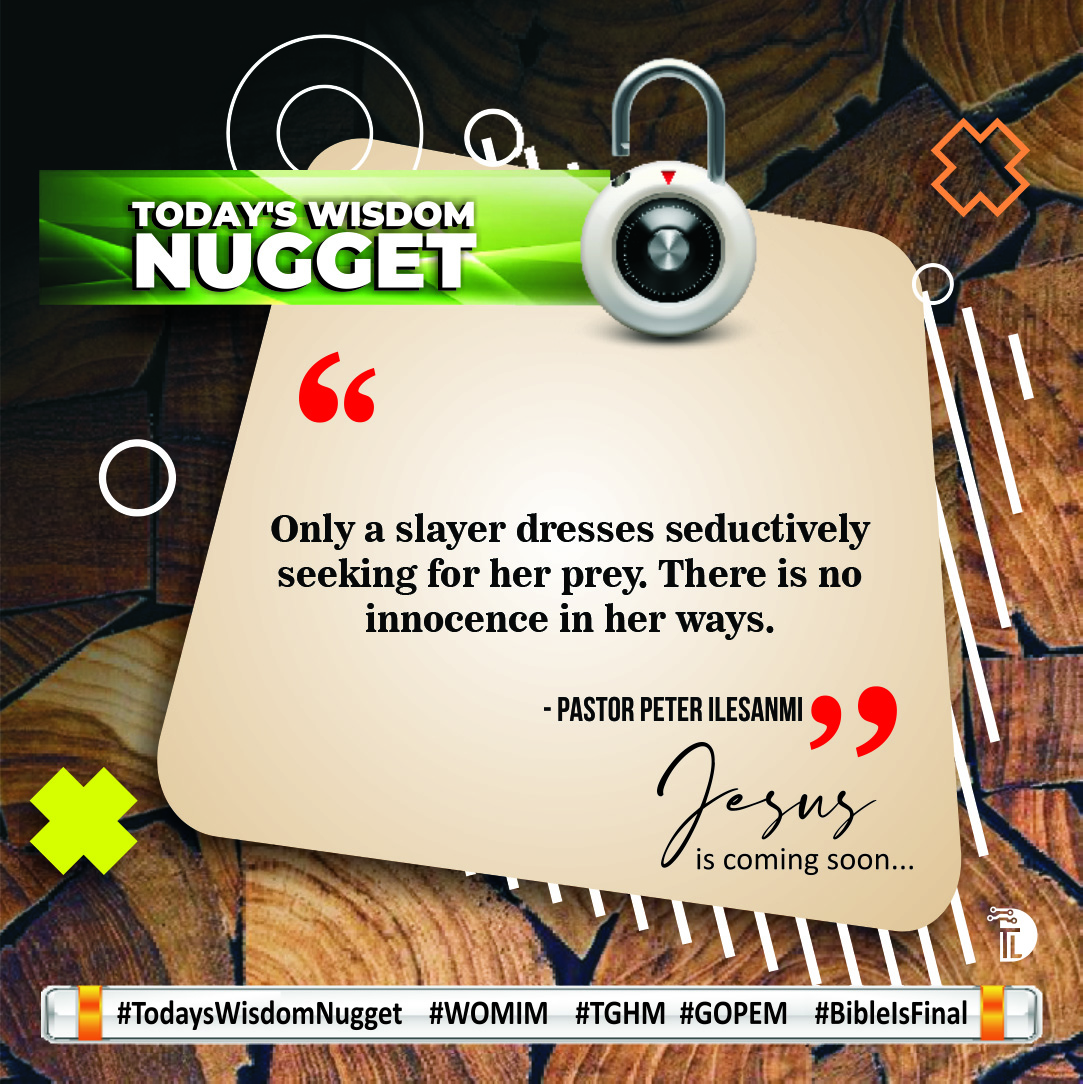 TODAY'S WISDOM
NUGGET
“
Only a slayer dresses seductively
seeking for her prey. There is no
innocence in her ways.
- PASTOR PETER ILESANMI ”
Jesus
is coming soon...
#TodaysWisdomNugget #WOMIM #TGHM #GOPEM #BibleIsFinal